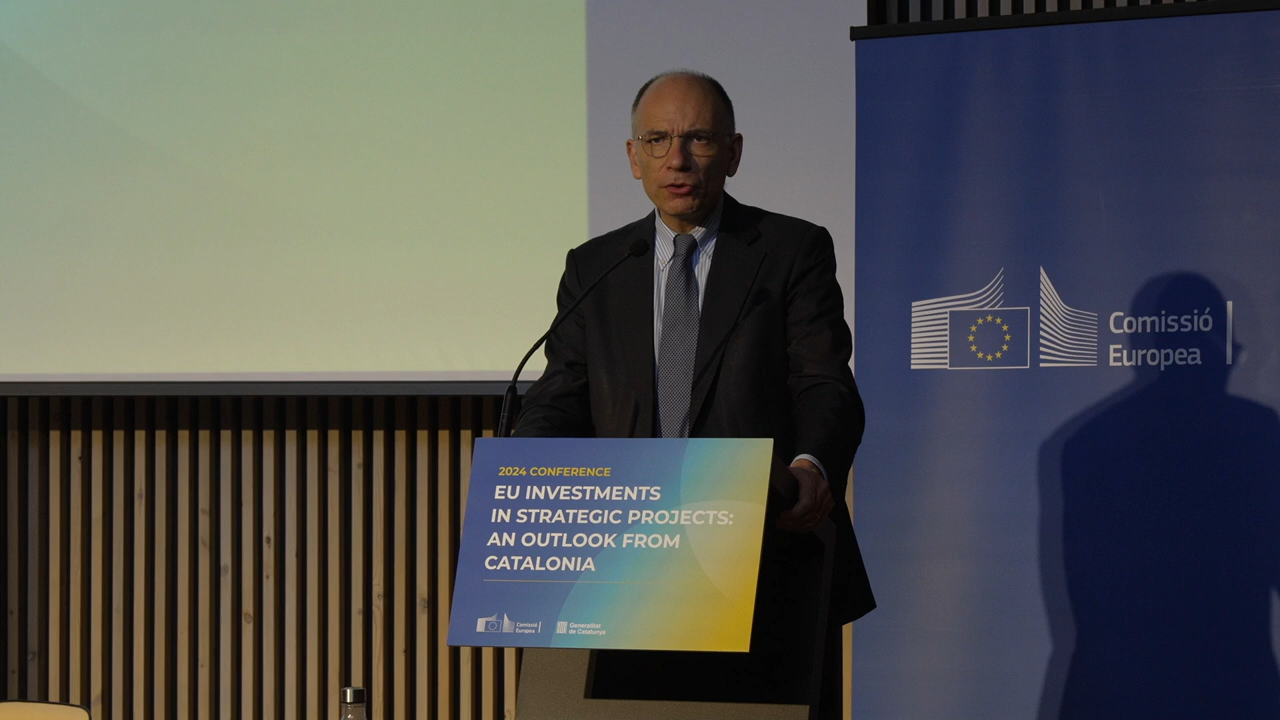 Comissió
Europea
2024 CONFERENCE
EU INVESTMENTS
IN STRATEGIC PROJECTS:
AN OUTLOOK FROM
CATALONIA
Comissió
Europea
Generalitat
de Catalunya